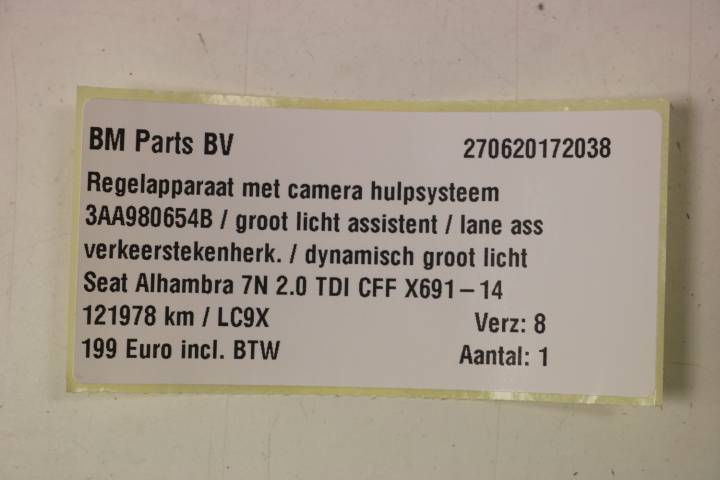 BM Parts BV 270620172038
Regelapparaat met camera hulpsysteem
3AA980654B / groot licht assistent / lane ass
verkeerstekenherk. / dynamisch groot licht
Seat Alhambra 7N 2.0 TDI CFF X691-14
121978 km / LC9X Verz: 8
199 Euro incl. BTW Aantal: 1